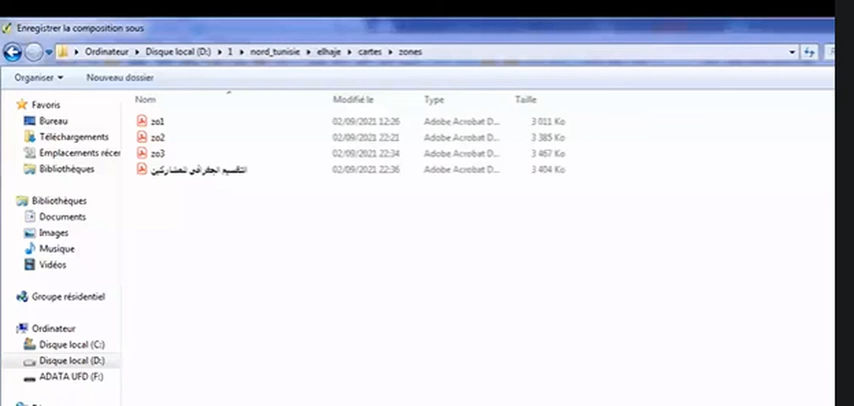 Enregistrer la composition sous
Ordinateur ▸ Disque local (D:) ▸ 1 ▸ nord_tunisie ▸ elhaje ▸ cartes ▸ zones
Organiser Nouveau dossier
Favoris
Bureau
Téléchargements
Emplacements récer
Bibliothèques
Bibliothèques
Documents
Images
Musique
Vidéos
Groupe résidentiel
Ordinateur
Disque local (C:)
Disque local (D:)
ADATA UFD (F:)
Nom Modifié le Type Taille
zo1 02/09/2021 12:26 Adobe Acrobat D... 3 011 Ko
zo2 02/09/2021 22:21 Adobe Acrobat D... 3 385 Ko
zo3 02/09/2021 22:34 Adobe Acrobat D... 3 467 Ko
التقسيم الجغرافي للمشاركين 02/09/2021 22:36 Adobe Acrobat D... 3 404 Ko